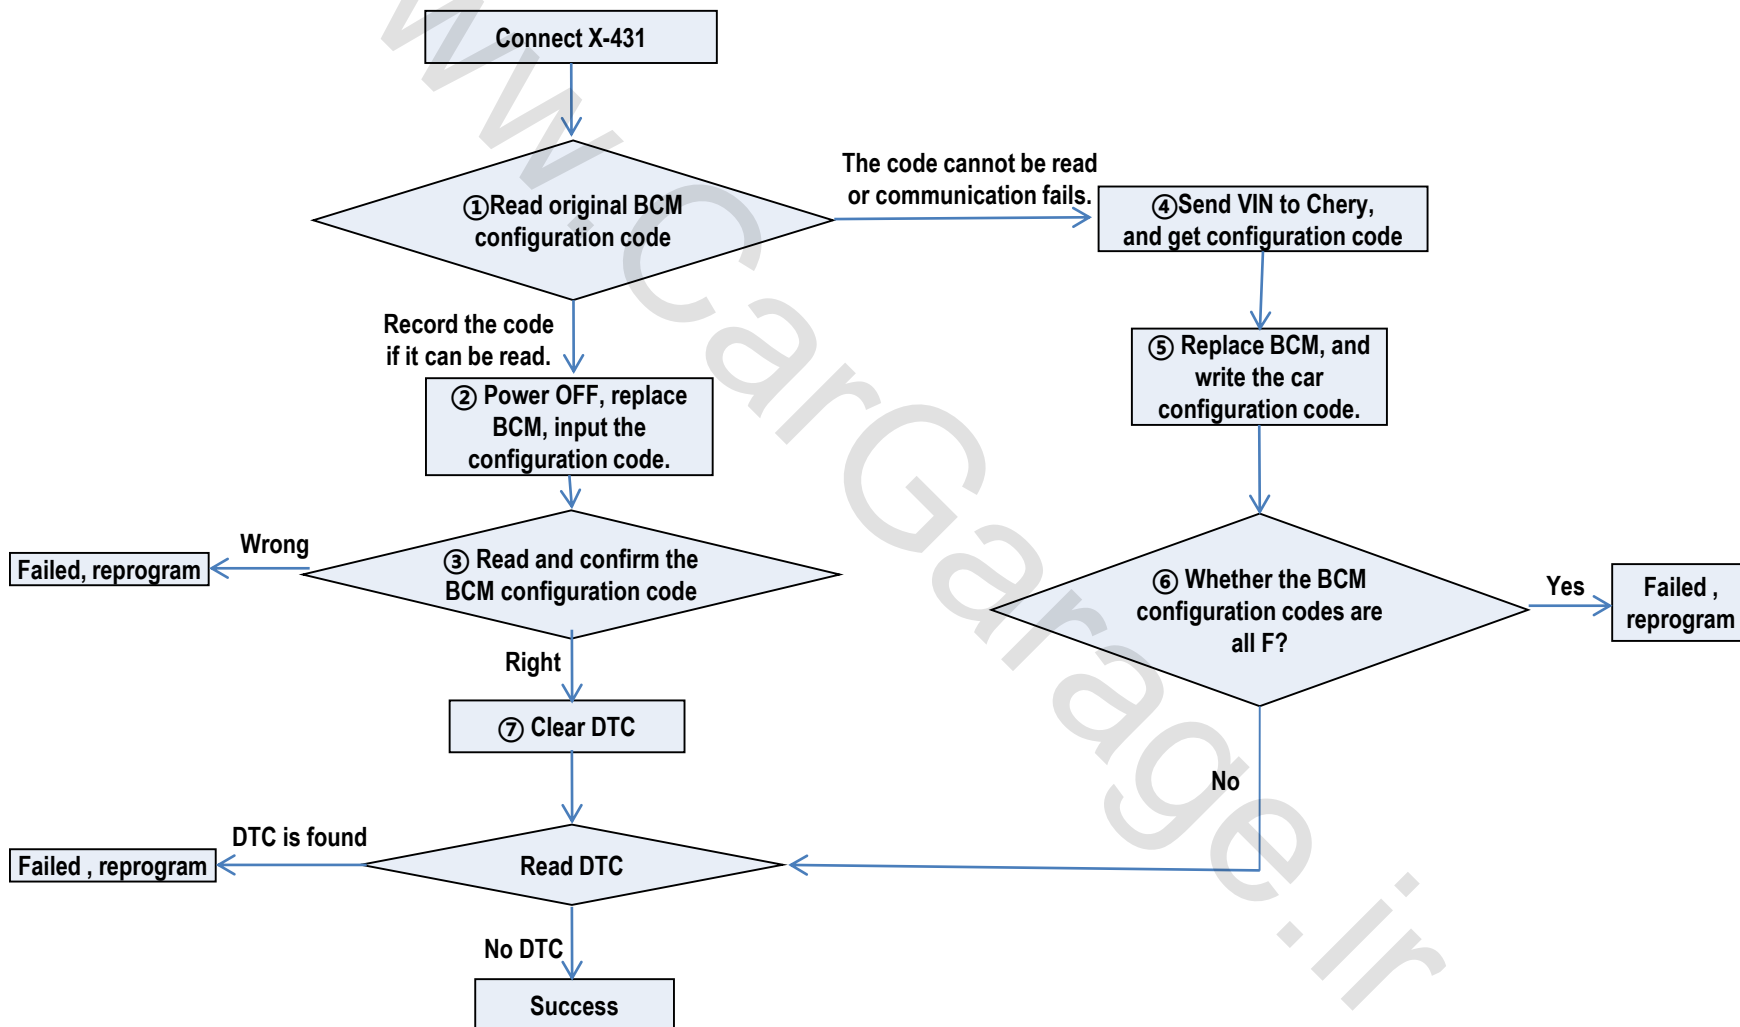 Connect X-431
①Read original BCM
configuration code
The code cannot be read
or communication fails.
④Send VIN to Chery,
and get configuration code
Record the code
if it can be read.
② Power OFF, replace
BCM, input the
configuration code.
⑤ Replace BCM, and
write the car
configuration code.
Wrong
Failed, reprogram
③ Read and confirm the
BCM configuration code
⑥ Whether the BCM
configuration codes are
all F?
Yes
Failed ,
reprogram
Right
⑦ Clear DTC
No
DTC is found
Failed , reprogram
Read DTC
No DTC
Success
www.CarGarage.ir